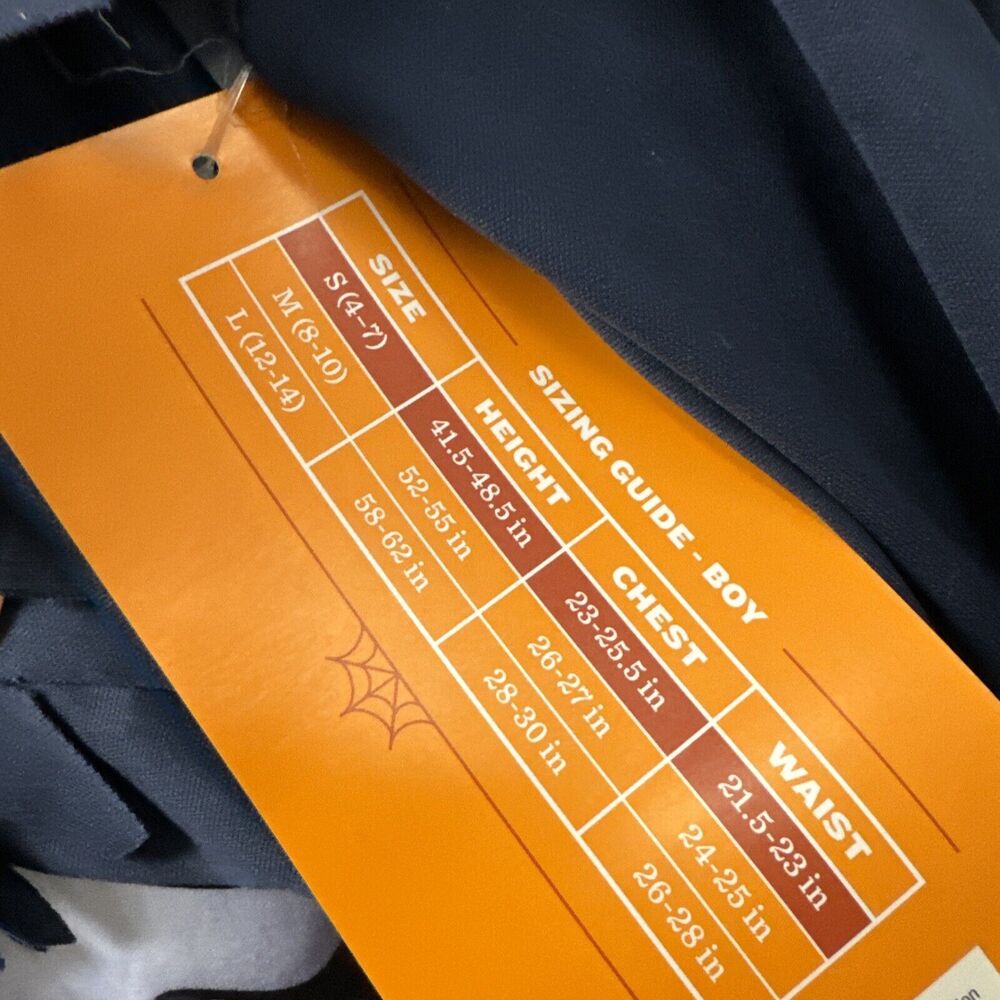 SIZING GUIDE - BOY
SIZE HEIGHT CHEST WAIST
S (4-7) 41.5-48.5 in 23-25.5 in 21.5-23 in
M (8-10) 52-55 in 26-27 in 24-25 in
L (12-14) 58-62 in 28-30 in 26-28 in